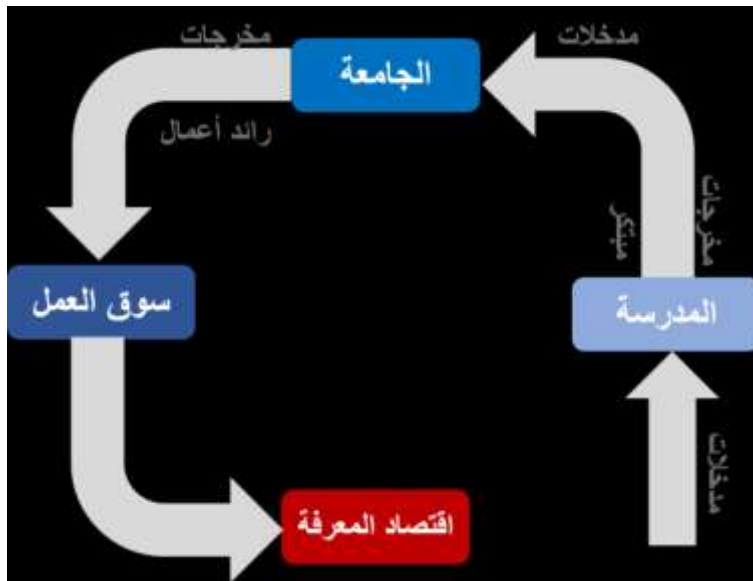 مدخلات
مخرجات
الجامعة
رائد أعمال
مخرجات
مبتكر
سوق العمل
المدرسة
مدخلات
اقتصاد المعرفة